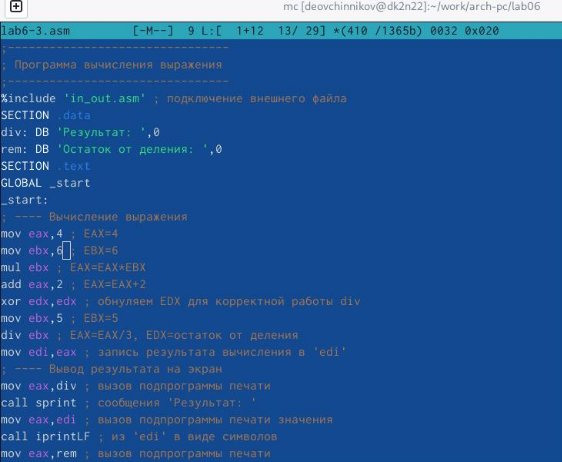 mc [deovchinnikov@dk2n22]:~/work/arch-pc/lab06
lab6-3.asm [-M--] 9 L:[ 1+12 13/ 29] *(410 /1365b) 0032 0x020
;--------------------------------
; Программа вычисления выражения
;--------------------------------
%include 'in_out.asm' ; подключение внешнего файла
SECTION .data
div: DB 'Результат: ',0
rem: DB 'Остаток от деления: ',0
SECTION .text
GLOBAL _start
_start:
; ---- Вычисление выражения
mov eax,4 ; EAX=4
mov ebx,6 ; EBX=6
mul ebx ; EAX=EAX*EBX
add eax,2 ; EAX=EAX+2
xor edx,edx ; обнуляем EDX для корректной работы div
mov ebx,5 ; EBX=5
div ebx ; EAX=EAX/3, EDX=остаток от деления
mov edi,eax ; запись результата вычисления в 'edi'
; ---- Вывод результата на экран
mov eax,div ; вызов подпрограммы печати
call sprint ; сообщения 'Результат: '
mov eax,edi ; вызов подпрограммы печати значения
call iprintLF ; из 'edi' в виде символов
mov eax,rem ; вызов подпрограммы печати